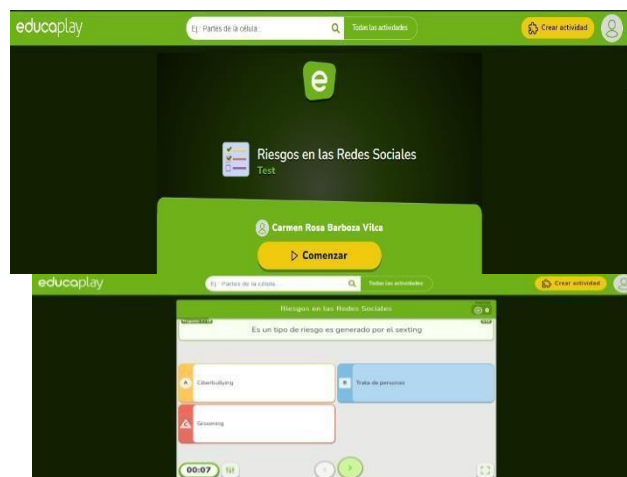 educaplay
Ej.: Partes de la célula...
Todas las actividades
Crear actividad
e
Riesgos en las Redes Sociales
Test
Carmen Rosa Barboza Vilca
Comenzar
educaplay
Ej.: Partes de la célula...
Todas las actividades
Crear actividad
Riesgos en las Redes Sociales
0
Es un tipo de riesgo es generado por el sexting
A Ciberbullying
B Trata de personas
Grooming
00:07